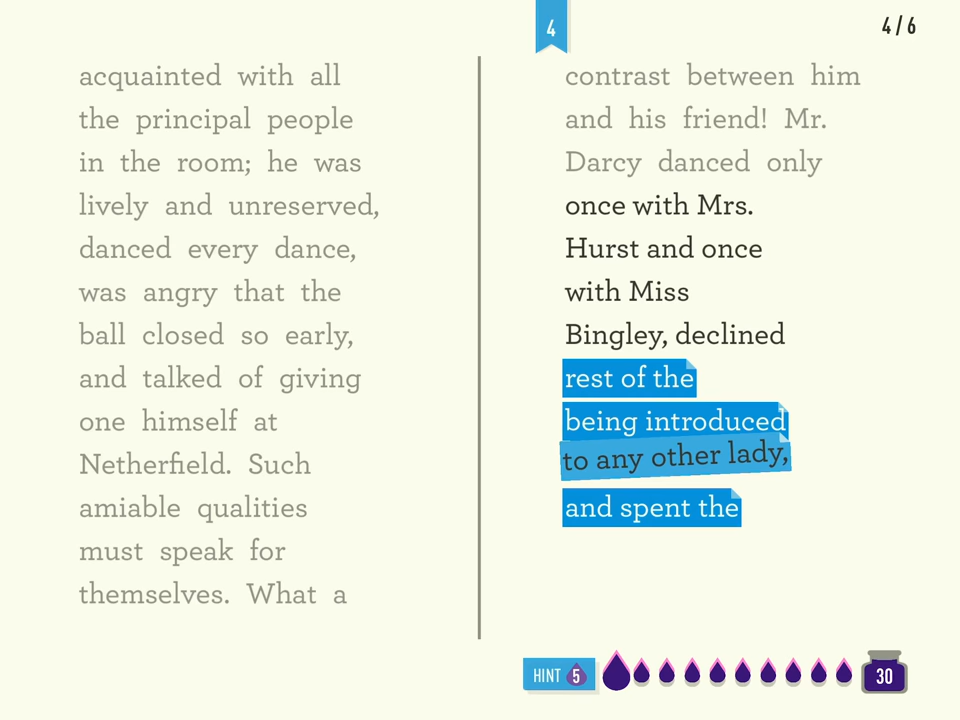 4
4 / 6
acquainted with all
the principal people
in the room; he was
lively and unreserved,
danced every dance,
was angry that the
ball closed so early,
and talked of giving
one himself at
Netherfield. Such
amiable qualities
must speak for
themselves. What a
contrast between him
and his friend! Mr.
Darcy danced only
once with Mrs.
Hurst and once
with Miss
Bingley, declined
rest of the
being introduced
to any other lady,
and spent the
HINT 5
30